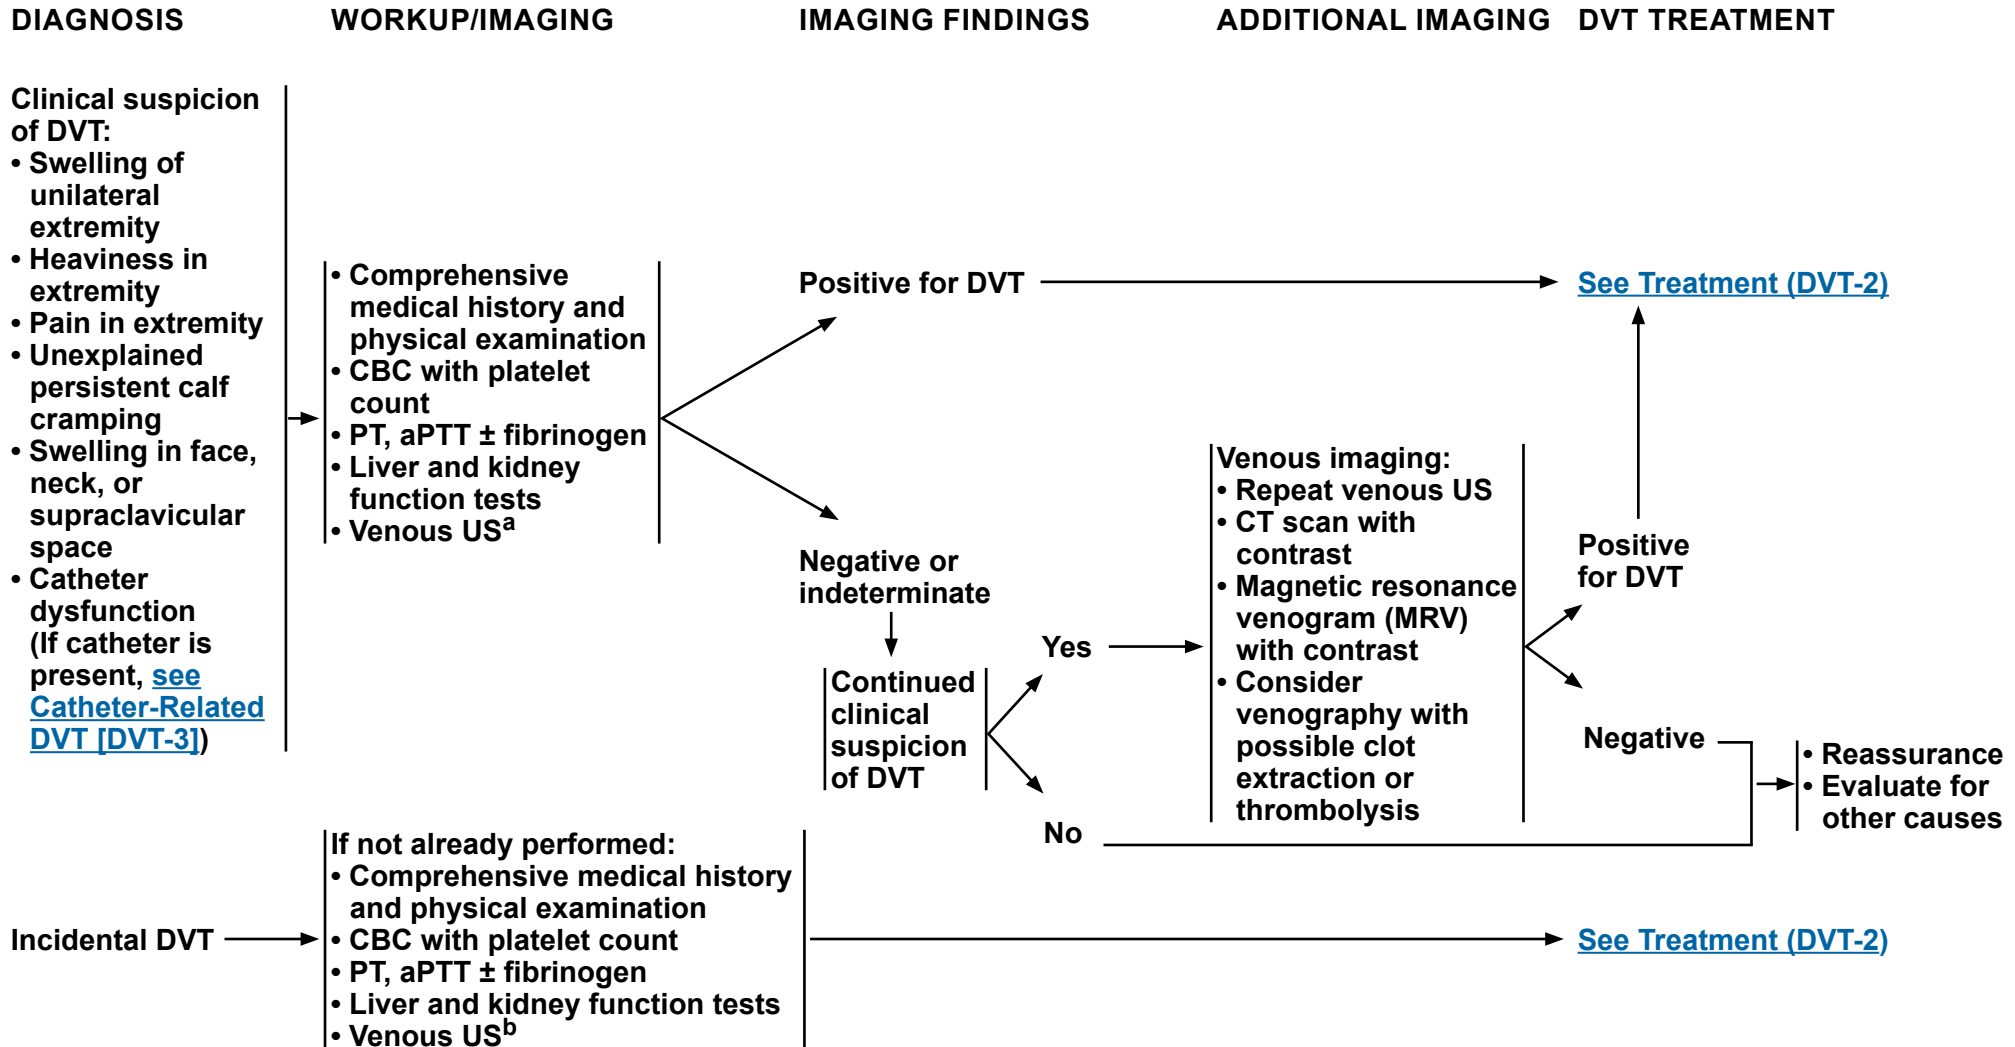 DIAGNOSIS
WORKUP/IMAGING
IMAGING FINDINGS
ADDITIONAL IMAGING
DVT TREATMENT
Clinical suspicion
of DVT:
• Swelling of
unilateral
extremity
• Heaviness in
extremity
• Pain in extremity
• Unexplained
persistent calf
cramping
• Swelling in face,
neck, or
supraclavicular
space
• Catheter
dysfunction
(If catheter is
present, see
Catheter-Related
DVT [DVT-3])
• Comprehensive
medical history and
physical examination
• CBC with platelet
count
• PT, aPTT ± fibrinogen
• Liver and kidney
function tests
• Venous USa
Positive for DVT
See Treatment (DVT-2)
Negative or
indeterminate
Continued
clinical
suspicion
of DVT
Yes
No
Venous imaging:
• Repeat venous US
• CT scan with
contrast
• Magnetic resonance
venogram (MRV)
with contrast
• Consider
venography with
possible clot
extraction or
thrombolysis
Positive
for DVT
Negative
• Reassurance
• Evaluate for
other causes
Incidental DVT
If not already performed:
• Comprehensive medical history
and physical examination
• CBC with platelet count
• PT, aPTT ± fibrinogen
• Liver and kidney function tests
• Venous USb
See Treatment (DVT-2)